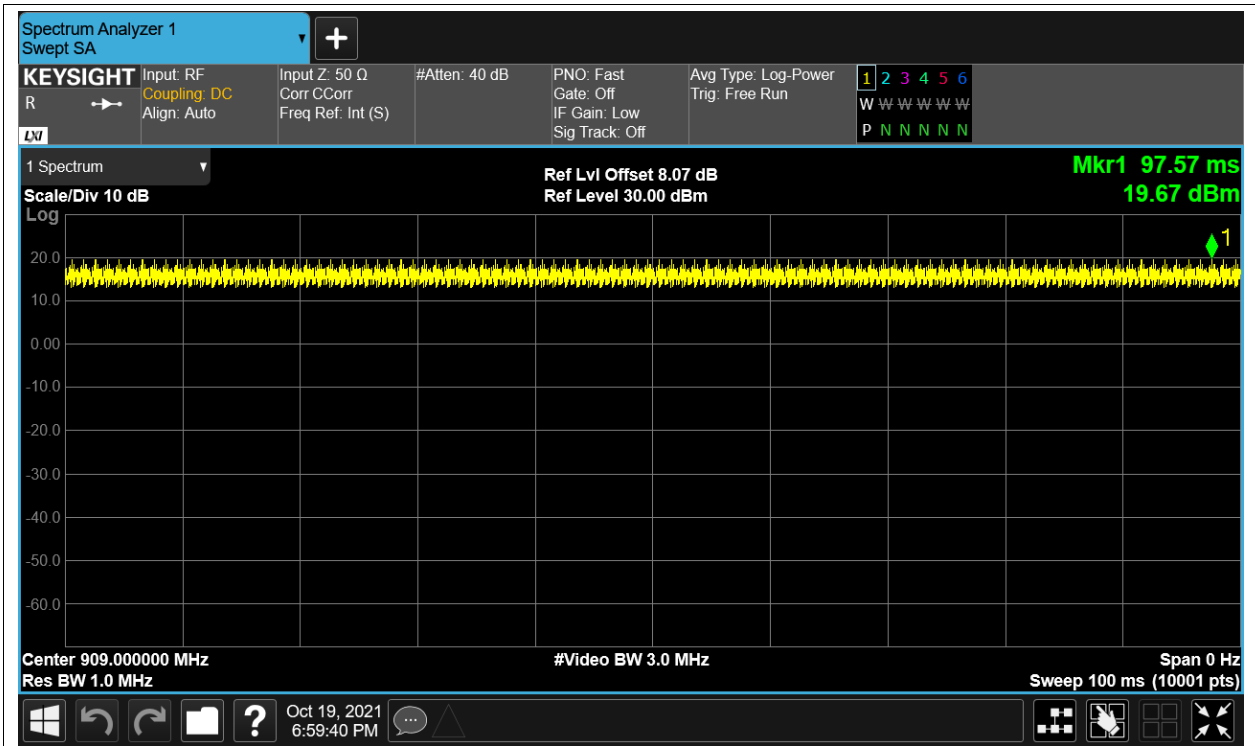 Spectrum Analyzer 1
Swept SA
KEYSIGHT
R
LXI
Input: RF
Coupling: DC
Align: Auto
Input Z: 50 Ω
Corr CCorr
Freq Ref: Int (S)
#Atten: 40 dB
PNO: Fast
Gate: Off
IF Gain: Low
Sig Track: Off
Avg Type: Log-Power
Trig: Free Run
1 2 3 4 5 6
W W W W W W
P N N N N N
1 Spectrum
Scale/Div 10 dB
Log
Ref Lvl Offset 8.07 dB
Ref Level 30.00 dBm
Mkr1 97.57 ms
19.67 dBm
1
20.0
10.0
0.00
-10.0
-20.0
-30.0
-40.0
-50.0
-60.0
Center 909.000000 MHz
Res BW 1.0 MHz
#Video BW 3.0 MHz
Span 0 Hz
Sweep 100 ms (10001 pts)
?
Oct 19, 2021
6:59:40 PM